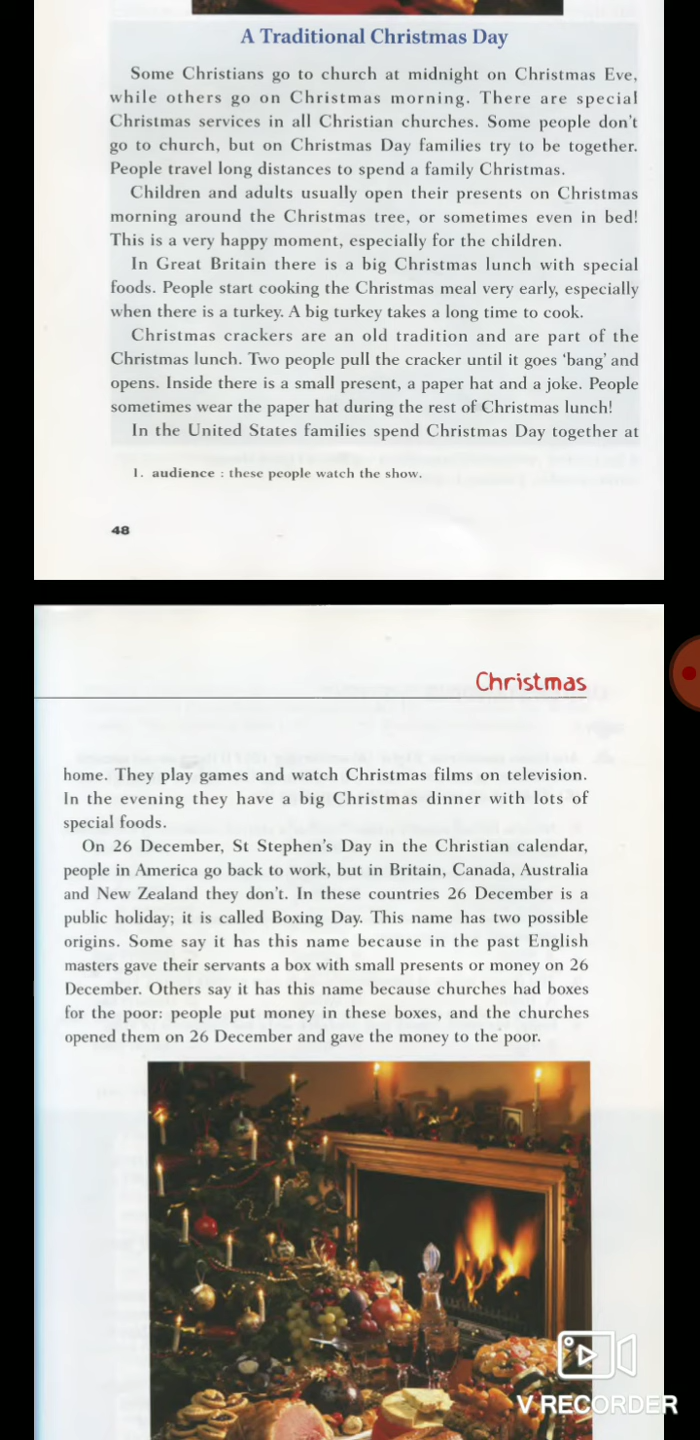 A Traditional Christmas Day
Some Christians go to church at midnight on Christmas Eve,
while others go on Christmas morning. There are special
Christmas services in all Christian churches. Some people don't
go to church, but on Christmas Day families try to be together.
People travel long distances to spend a family Christmas.
Children and adults usually open their presents on Christmas
morning around the Christmas tree, or sometimes even in bed!
This is a very happy moment, especially for the children.
In Great Britain there is a big Christmas lunch with special
foods. People start cooking the Christmas meal very early, especially
when there is a turkey. A big turkey takes a long time to cook.
Christmas crackers are an old tradition and are part of the
Christmas lunch. Two people pull the cracker until it goes 'bang' and
opens. Inside there is a small present, a paper hat and a joke. People
sometimes wear the paper hat during the rest of Christmas lunch!
In the United States families spend Christmas Day together at
1. audience : these people watch the show.
48
Christmas
home. They play games and watch Christmas films on television.
In the evening they have a big Christmas dinner with lots of
special foods.
On 26 December, St Stephen's Day in the Christian calendar,
people in America go back to work, but in Britain, Canada, Australia
and New Zealand they don't. In these countries 26 December is a
public holiday; it is called Boxing Day. This name has two possible
origins. Some say it has this name because in the past English
masters gave their servants a box with small presents or money on 26
December. Others say it has this name because churches had boxes
for the poor: people put money in these boxes, and the churches
opened them on 26 December and gave the money to the poor.
V RECORDER